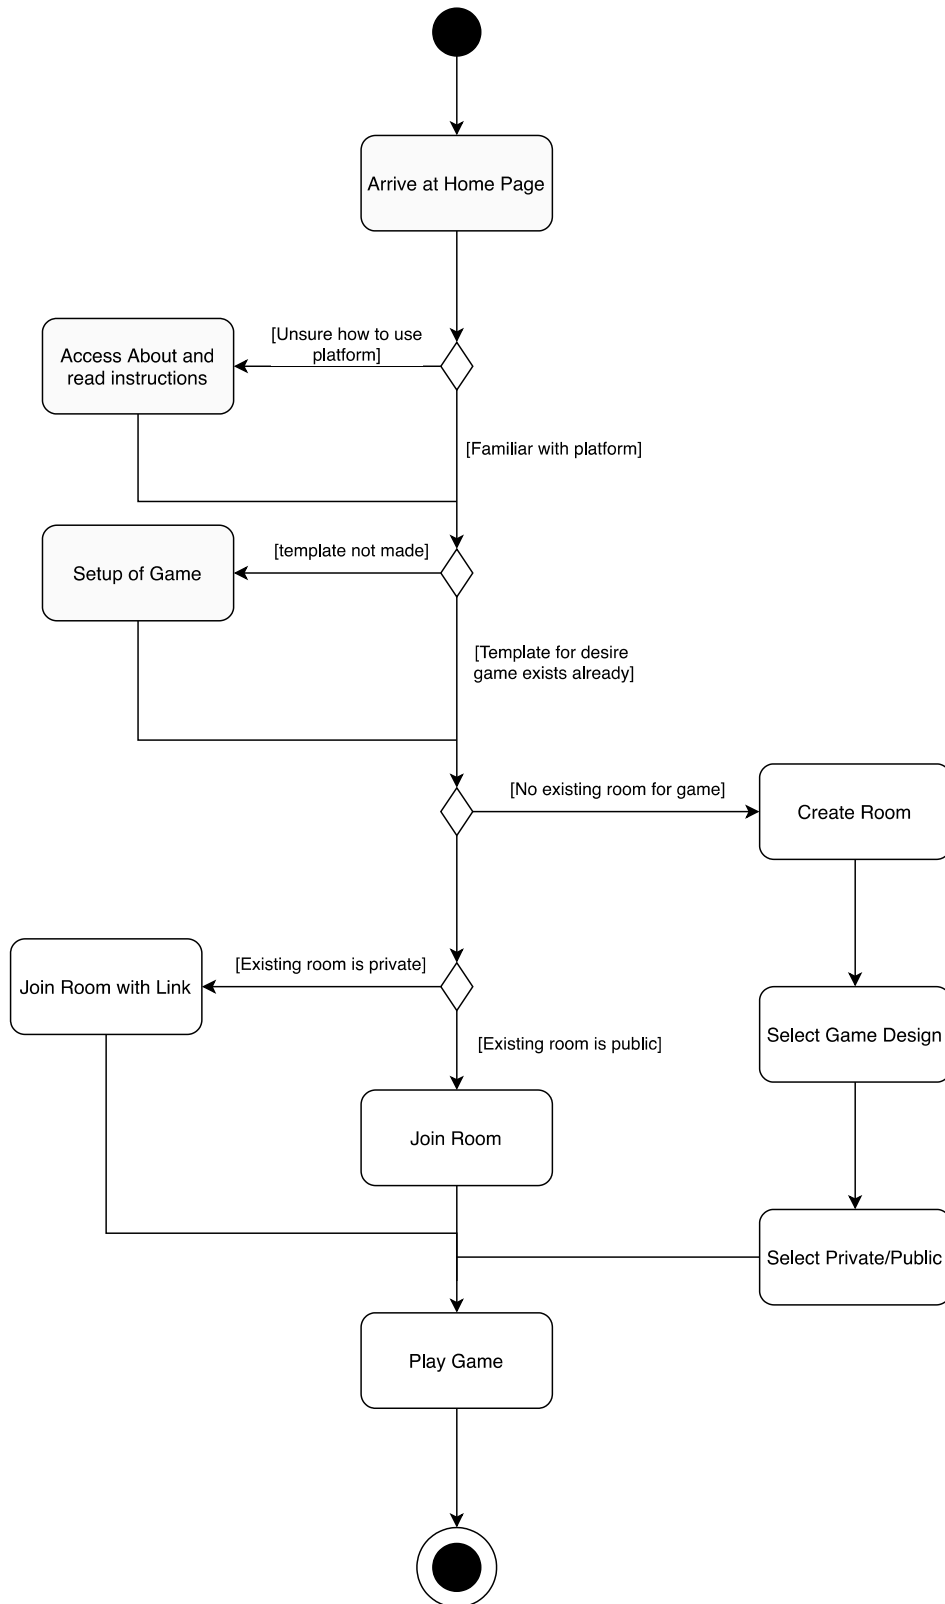 Arrive at Home Page
[Unsure how to use
platform]
Access About and
read instructions
[Familiar with platform]
[template not made]
Setup of Game
[Template for desire
game exists already]
[No existing room for game]
Create Room
[Existing room is private]
Join Room with Link
Select Game Design
[Existing room is public]
Join Room
Select Private/Public
Play Game